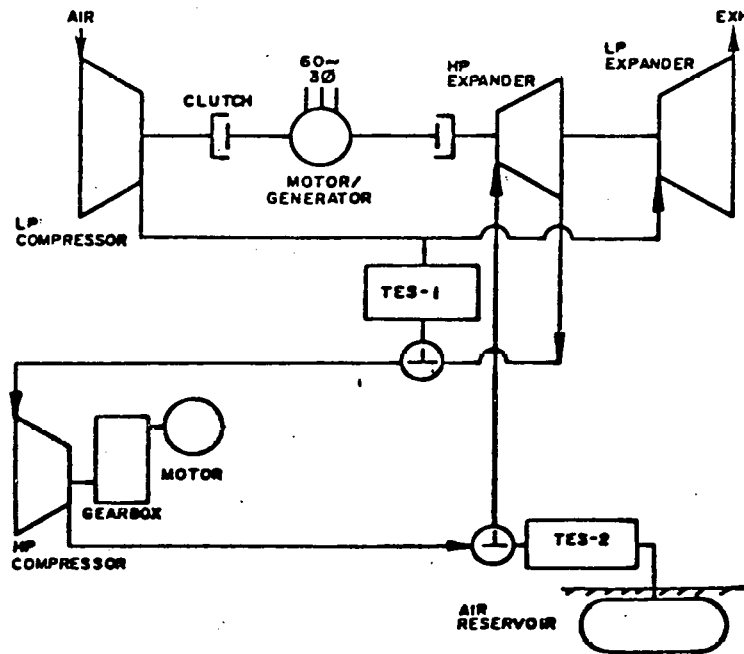 AIR
EXH
LP
EXPANDER
HP
EXPANDER
60~
3Ø
CLUTCH
MOTOR/
GENERATOR
LP
COMPRESSOR
TES-1
MOTOR
GEARBOX
HP
COMPRESSOR
TES-2
AIR
RESERVOIR